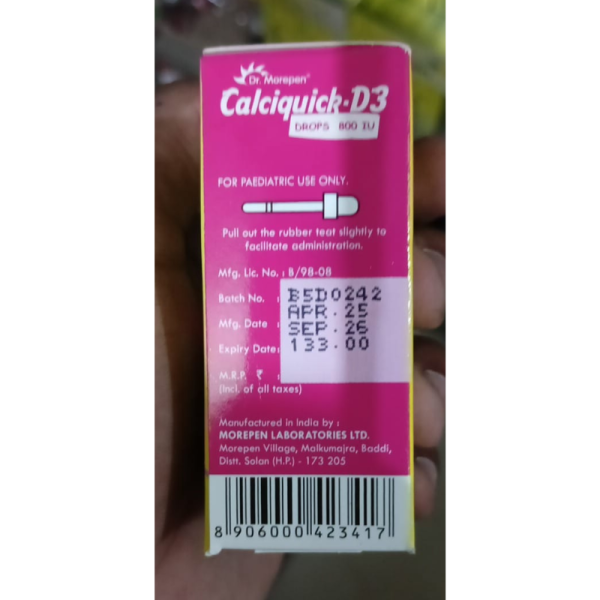 Dr. Morepen®
Calciquick-D3
DROPS 800 IU
FOR PAEDIATRIC USE ONLY.
Pull out the rubber teat slightly to
facilitate administration.
Mfg. Lic. No. : B/98-08
Batch No. : B5D0242
Mfg. Date : APR.25
Expiry Date: SEP.26
M.R.P. ₹ : 133.00
(Incl. of all taxes)
Manufactured in India by :
MOREPEN LABORATORIES LTD.
Morepen Village, Malkumajra, Baddi,
Distt. Solan (H.P.) - 173 205
8 906000 423417